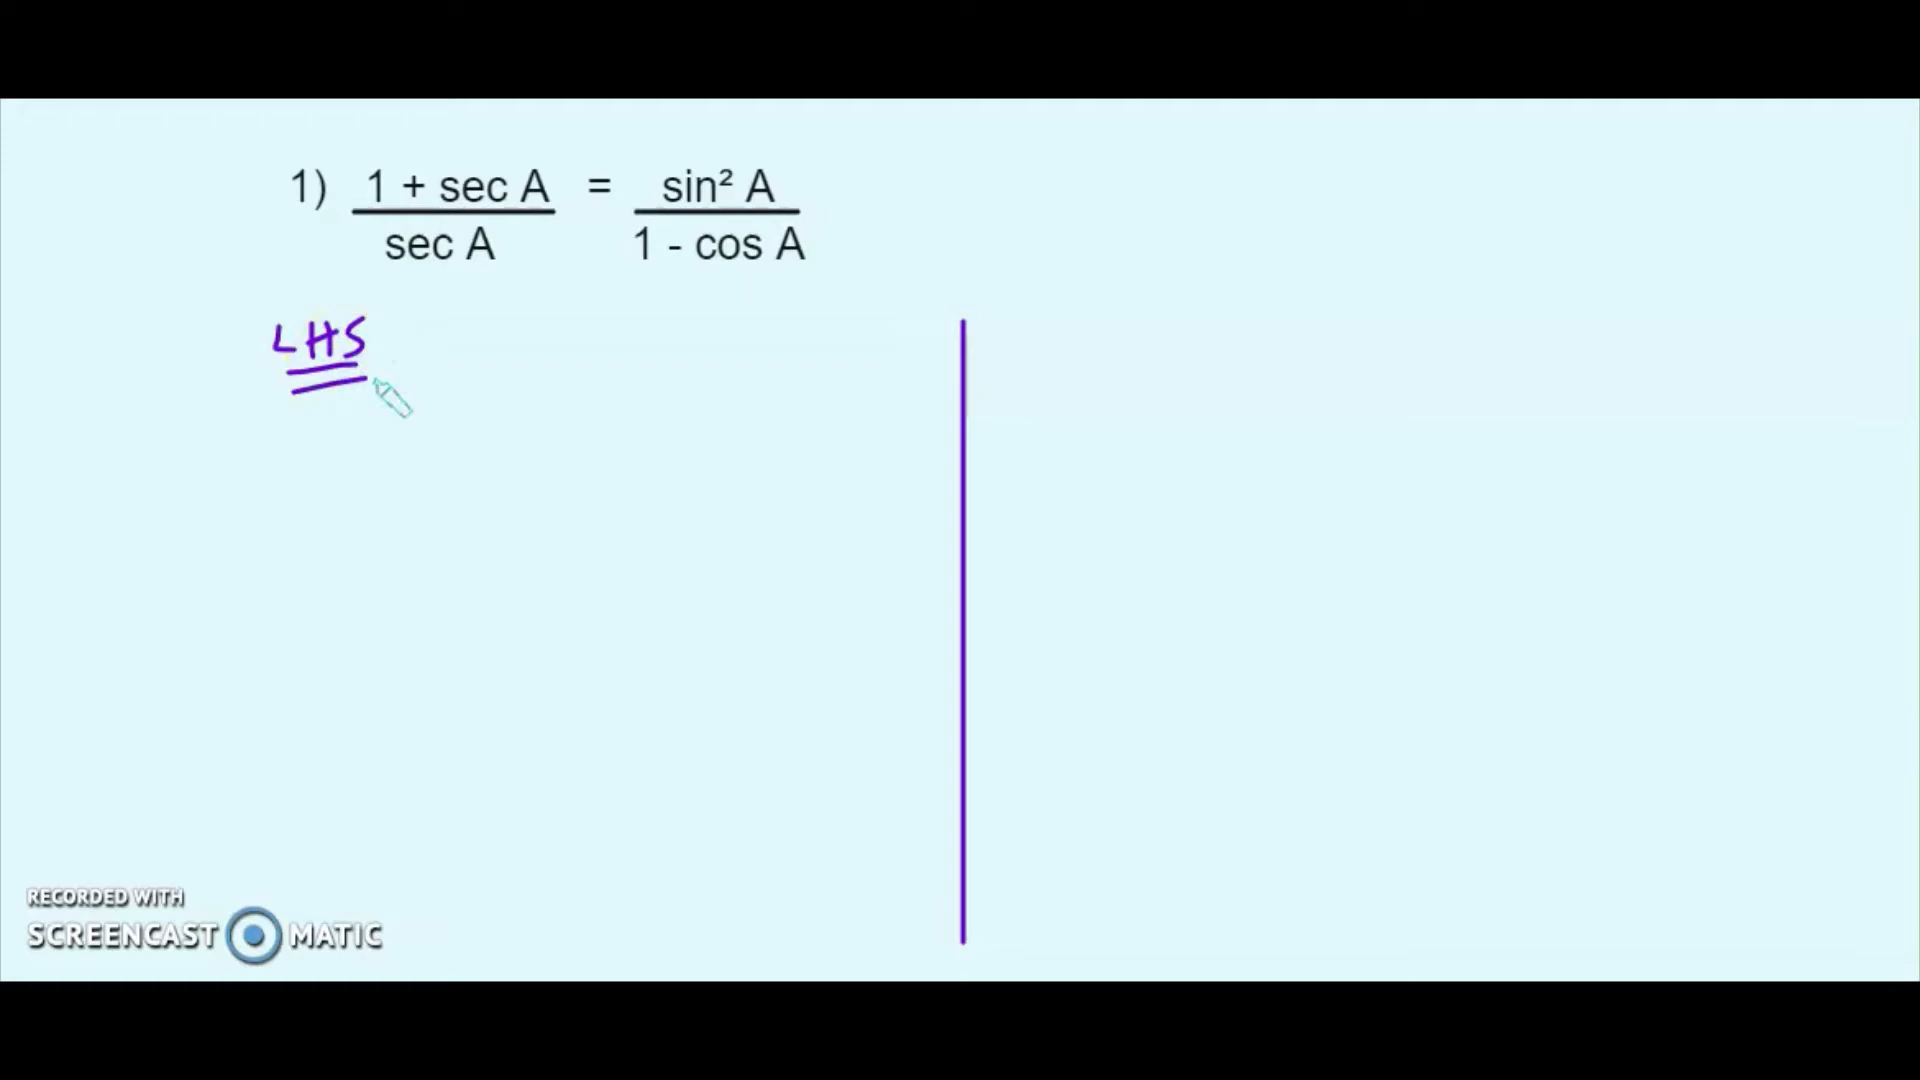 1) 1 + sec A = sin² A
sec A 1 - cos A
LHS
RECORDED WITH
SCREENCAST MATIC